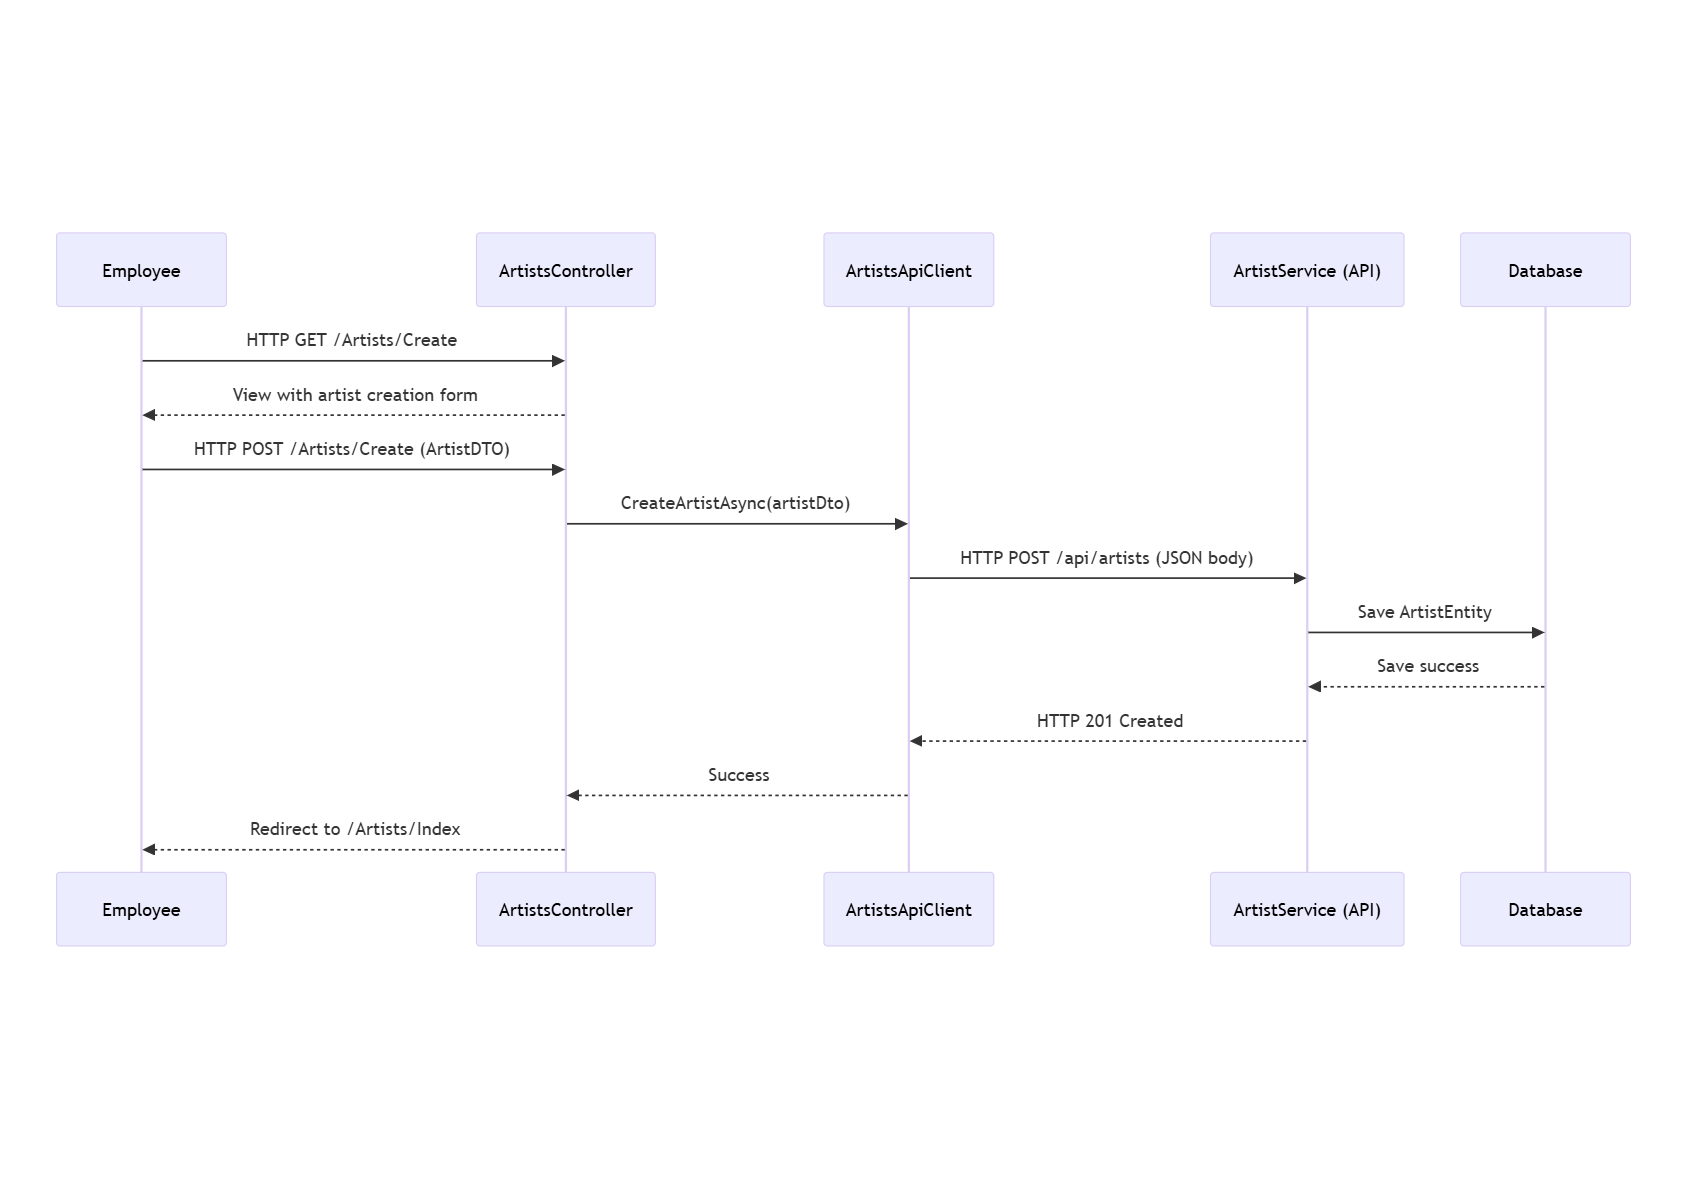 Employee
ArtistsController
ArtistsApiClient
ArtistService (API)
Database
HTTP GET /Artists/Create
View with artist creation form
HTTP POST /Artists/Create (ArtistDTO)
CreateArtistAsync(artistDto)
HTTP POST /api/artists (JSON body)
Save ArtistEntity
Save success
HTTP 201 Created
Success
Redirect to /Artists/Index
Employee
ArtistsController
ArtistsApiClient
ArtistService (API)
Database